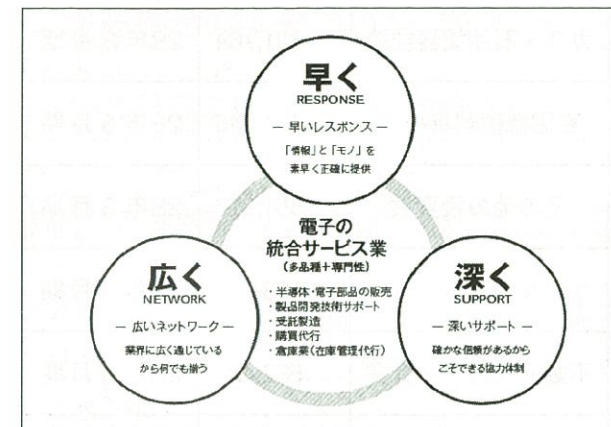 早く
RESPONSE
― 早いレスポンス ―
「情報」と「モノ」を
素早く正確に提供
電子の
統合サービス業
(多品種＋専門性)
・半導体・電子部品の販売
・製品開発技術サポート
・受託製造
・購買代行
・倉庫業(在庫管理代行)
広く
NETWORK
― 広いネットワーク ―
業界に広く通じている
から何でも揃う
深く
SUPPORT
― 深いサポート ―
確かな信頼があるから
こそできる協力体制